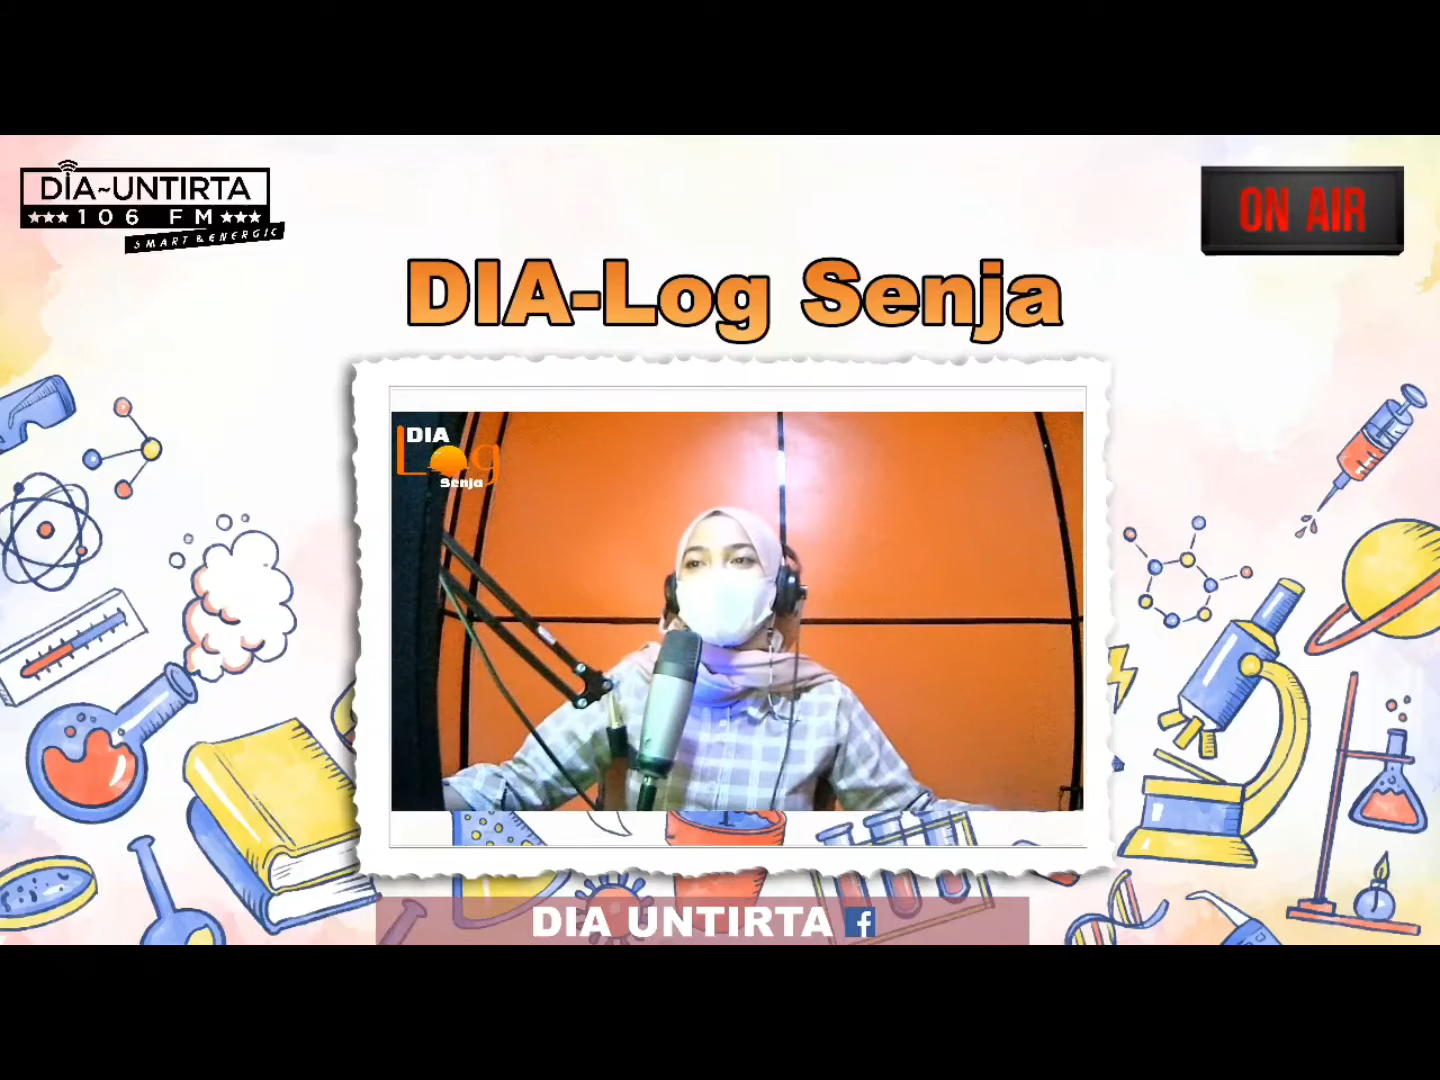 DIA~UNTIRTA
★★★106 FM★★★
SMART & ENERGIC
ON AIR
DIA-Log Senja
DIA
Log
Senja
DIA UNTIRTA